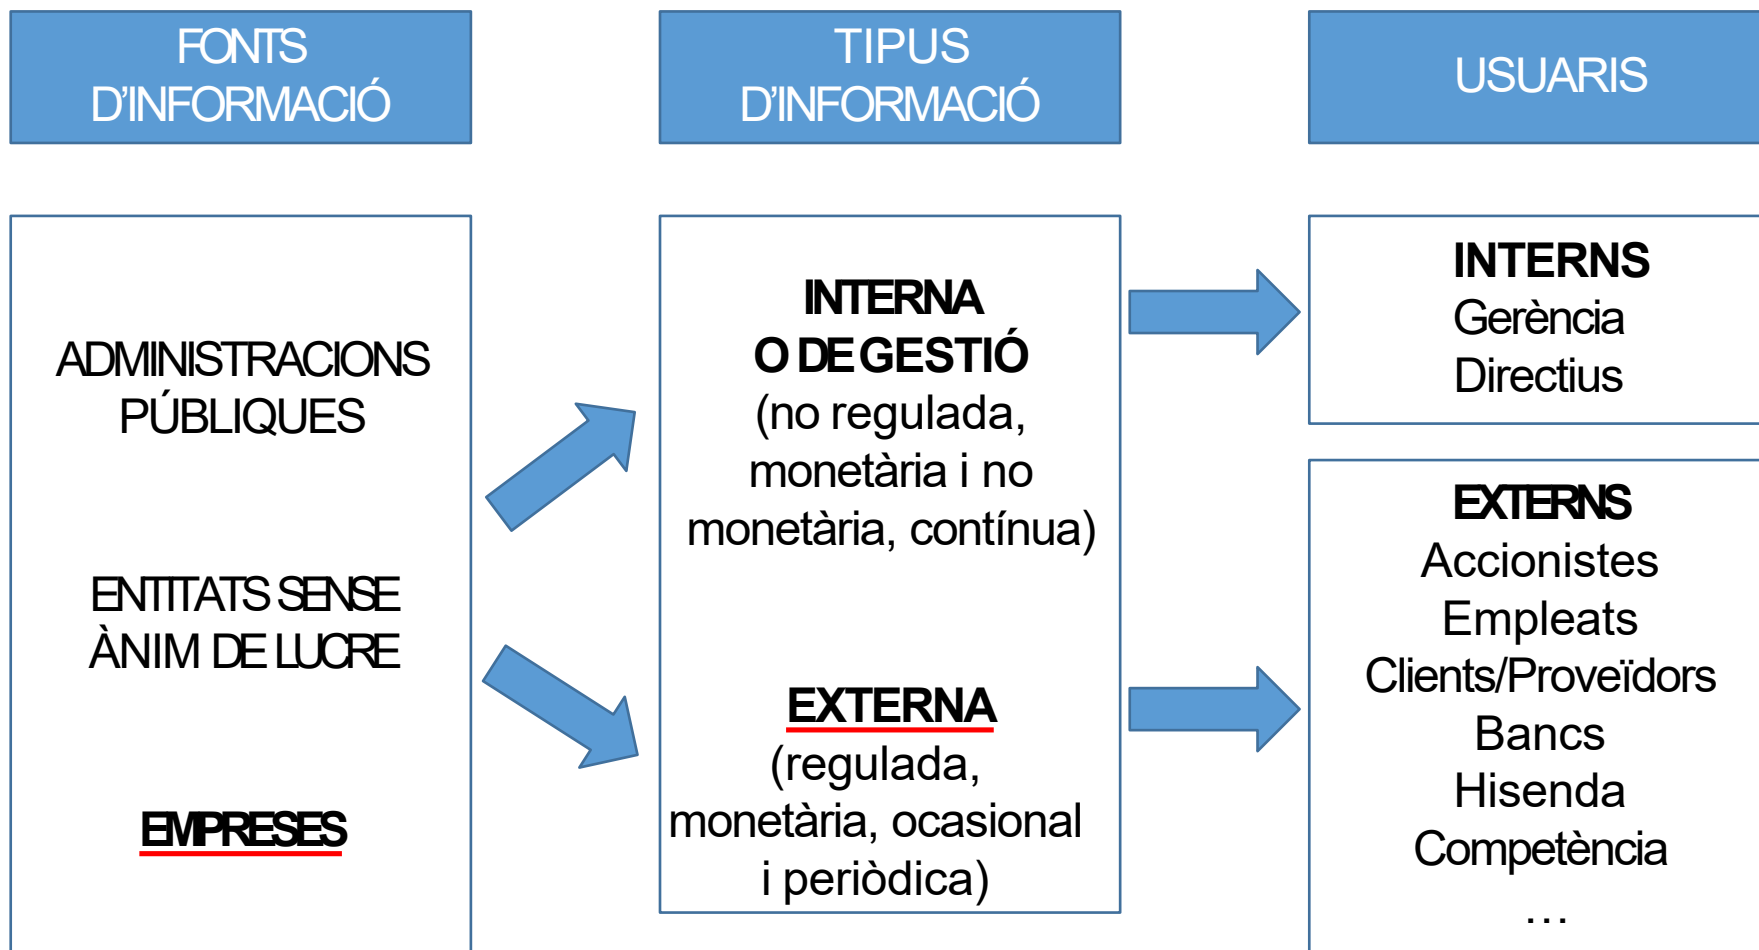 FONTS
D'INFORMACIÓ
TIPUS
D'INFORMACIÓ
USUARIS
ADMINISTRACIONS
PÚBLIQUES
ENTITATS SENSE
ÀNIM DE LUCRE
EMPRESES
INTERNA
O DE GESTIÓ
(no regulada,
monetària i no
monetària, contínua)
EXTERNA
(regulada,
monetària, ocasional
i periòdica)
INTERNS
Gerència
Directius
EXTERNS
Accionistes
Empleats
Clients/Proveïdors
Bancs
Hisenda
Competència
…